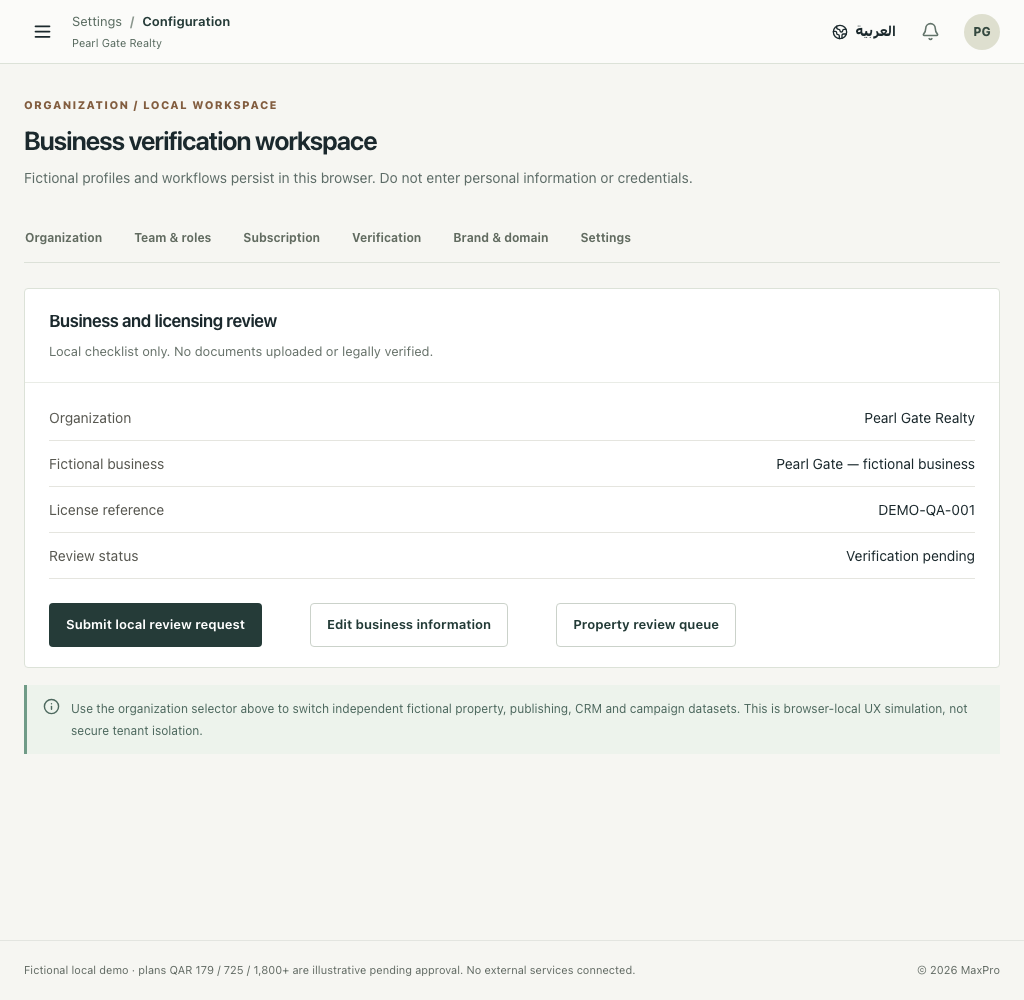 Settings / Configuration
Pearl Gate Realty
العربية
PG
ORGANIZATION / LOCAL WORKSPACE
Business verification workspace
Fictional profiles and workflows persist in this browser. Do not enter personal information or credentials.
Organization Team & roles Subscription Verification Brand & domain Settings
Business and licensing review
Local checklist only. No documents uploaded or legally verified.
Organization Pearl Gate Realty
Fictional business Pearl Gate — fictional business
License reference DEMO-QA-001
Review status Verification pending
Submit local review request Edit business information Property review queue
Use the organization selector above to switch independent fictional property, publishing, CRM and campaign datasets. This is browser-local UX simulation, not
secure tenant isolation.
Fictional local demo · plans QAR 179 / 725 / 1,800+ are illustrative pending approval. No external services connected.
© 2026 MaxPro